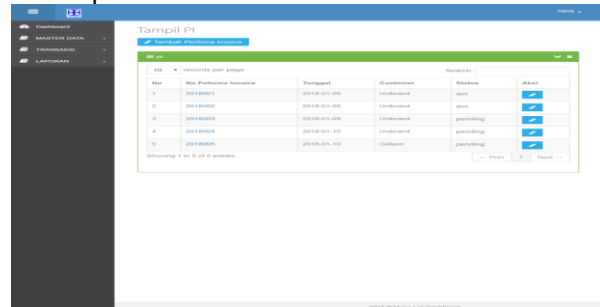 Dashboard
MASTER DATA
TRANSAKSI
LAPORAN
Tampil PI
Tambah Performa Invoice
PI
10 records per page
Search:
No No Peforma Invoice Tanggal Customer Status Aksi
1 2018001 2018-01-08 Unibrand acc
2 2018002 2018-01-08 Unibrand acc
3 2018003 2018-01-09 Unibrand pending
4 2018004 2018-01-10 Unibrand pending
5 2018005 2018-01-10 Gideon pending
Showing 1 to 5 of 5 entries
← Prev 1 Next →